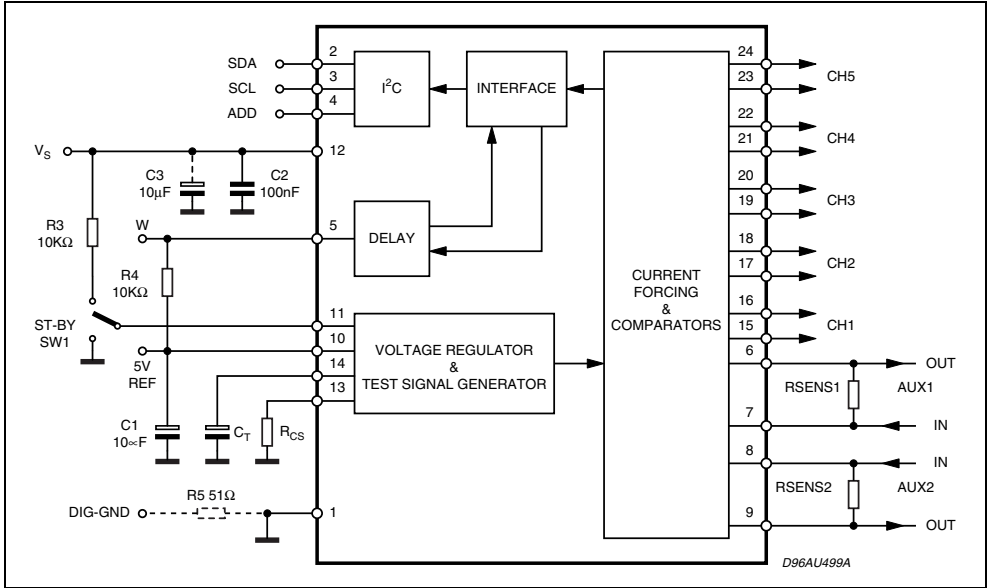 SDA
SCL
ADD
2
3
4
I²C
INTERFACE
24
23
CH5
22
21
CH4
VS
12
C3
10μF
C2
100nF
20
19
CH3
R3
10KΩ
W
5
DELAY
18
17
CH2
R4
10KΩ
CURRENT
FORCING
&
COMPARATORS
16
15
CH1
ST-BY
SW1
11
10
14
13
VOLTAGE REGULATOR
&
TEST SIGNAL GENERATOR
5V
REF
6
OUT
RSENS1
AUX1
7
IN
C1
10∝F
CT
RCS
8
IN
RSENS2
AUX2
9
OUT
R5 51Ω
DIG-GND
1
D96AU499A